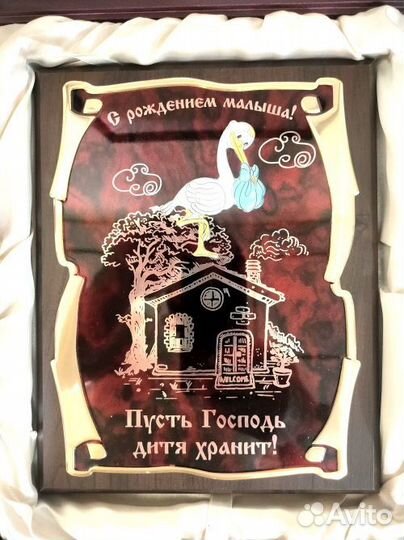 С рождением малыша!
WELCOME
Пусть Господь
дитя хранит!
Avito